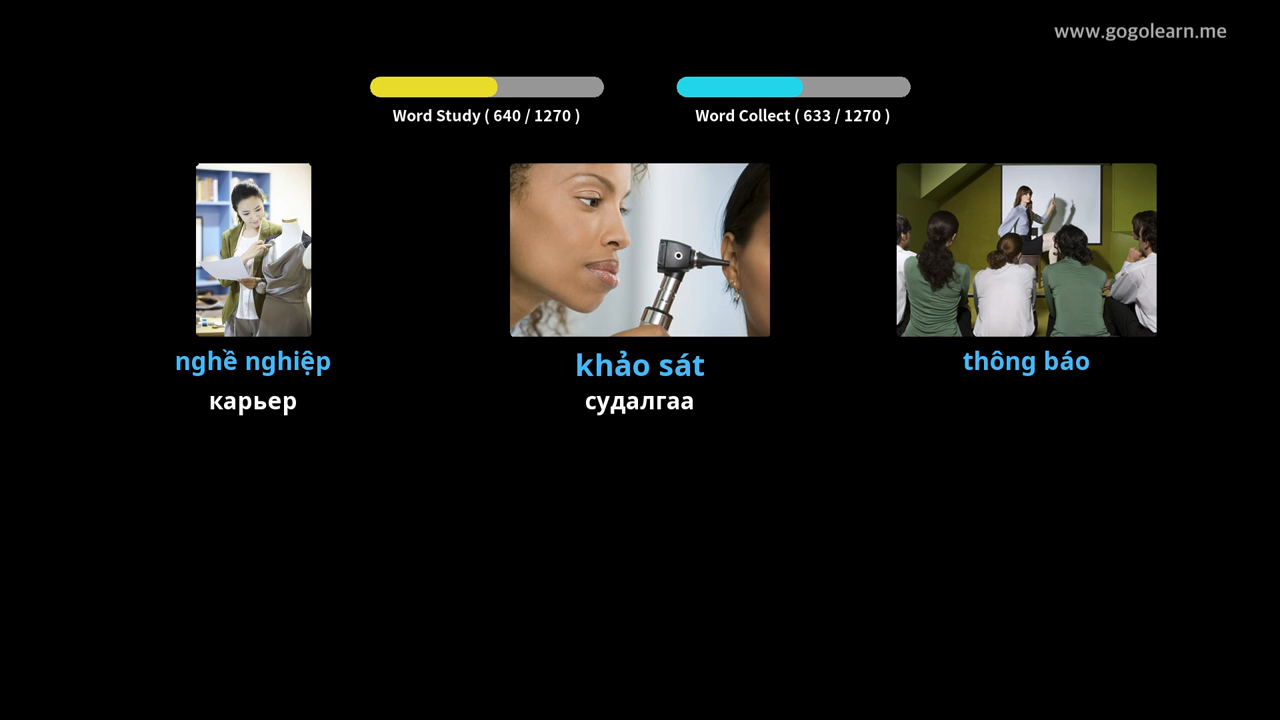 www.gogolearn.me
Word Study ( 640 / 1270 )
Word Collect ( 633 / 1270 )
nghề nghiệp
карьер
khảo sát
судалгаа
thông báo